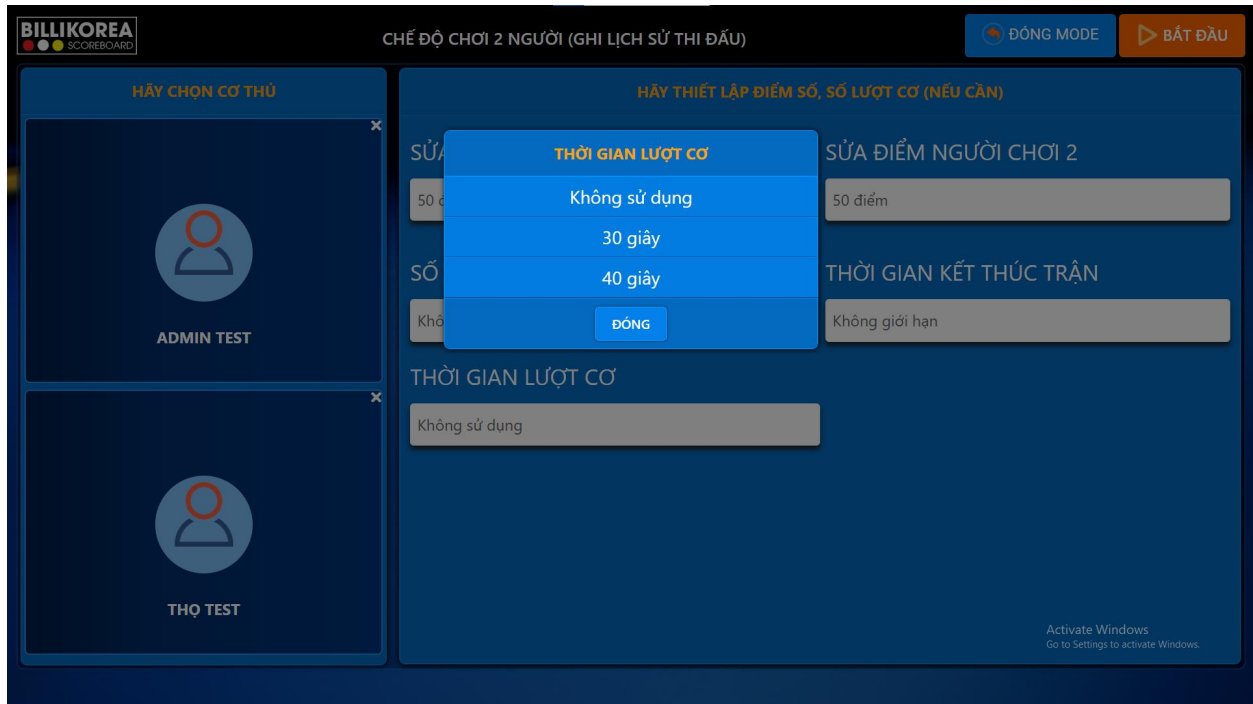 BILLIKOREA
SCOREBOARD
CHẾ ĐỘ CHƠI 2 NGƯỜI (GHI LỊCH SỬ THI ĐẤU)
ĐÓNG MODE
BẮT ĐẦU
HÃY CHỌN CƠ THỦ
HÃY THIẾT LẬP ĐIỂM SỐ, SỐ LƯỢT CƠ (NẾU CẦN)
ADMIN TEST
THỌ TEST
SỬA ĐIỂM NGƯỜI CHƠI 2
50
50 điểm
SỐ
THỜI GIAN KẾT THÚC TRẬN
Không giới hạn
THỜI GIAN LƯỢT CƠ
Không sử dụng
THỜI GIAN LƯỢT CƠ
Không sử dụng
30 giây
40 giây
ĐÓNG
Activate Windows
Go to Settings to activate Windows.